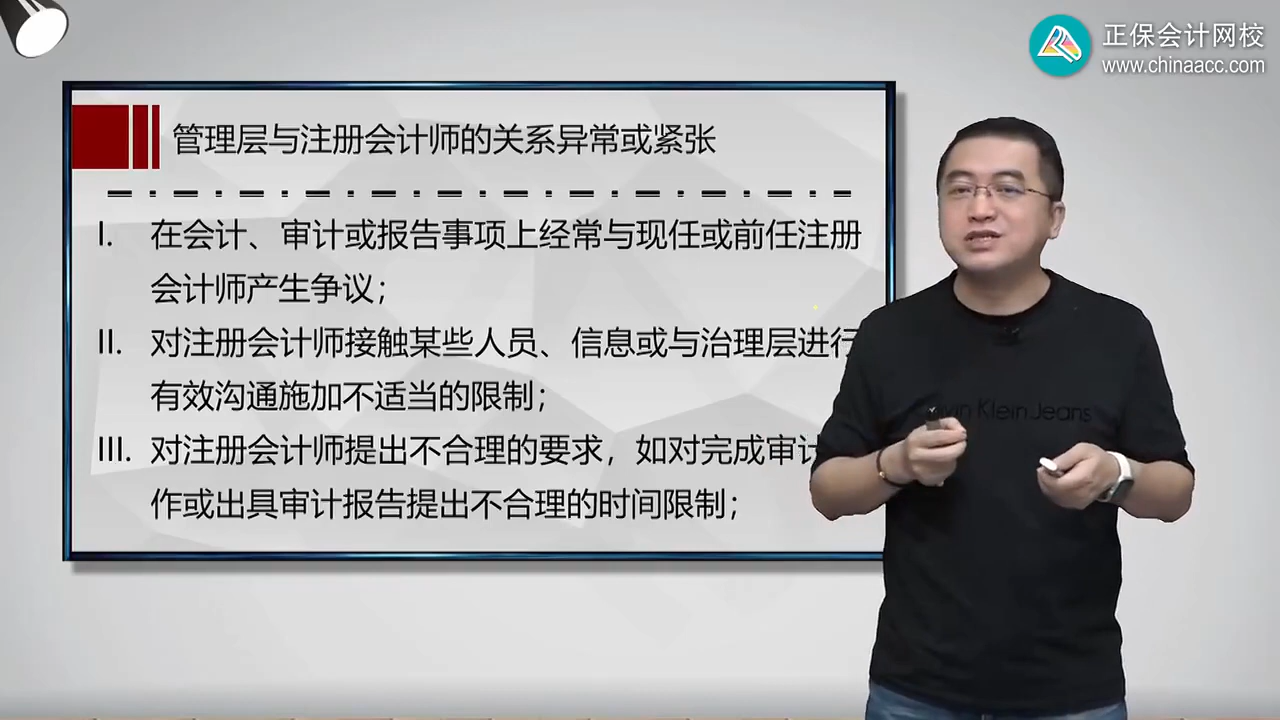 正保会计网校
www.chinaacc.com
管理层与注册会计师的关系异常或紧张
I. 在会计、审计或报告事项上经常与现任或前任注册
会计师产生争议；
II. 对注册会计师接触某些人员、信息或与治理层进行
有效沟通施加不适当的限制；
III. 对注册会计师提出不合理的要求，如对完成审计
作或出具审计报告提出不合理的时间限制；
Klein Jeans